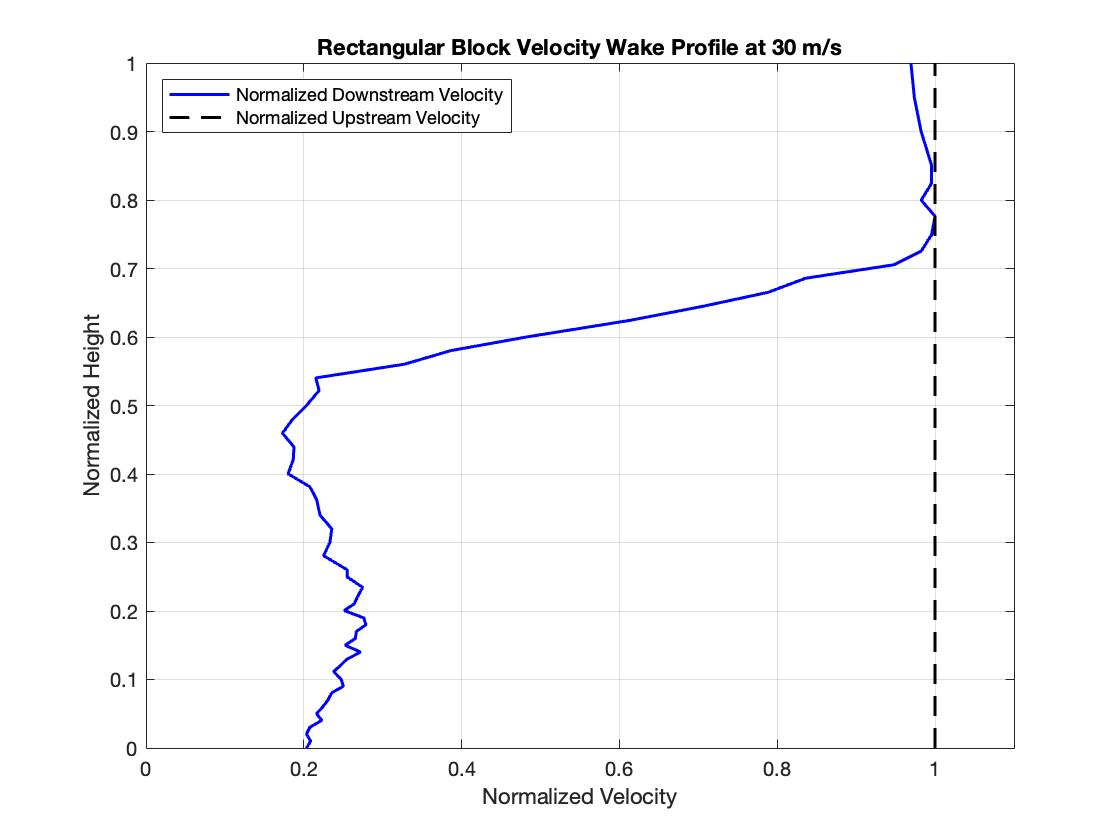 Rectangular Block Velocity Wake Profile at 30 m/s
Normalized Downstream Velocity
Normalized Upstream Velocity
Normalized Height
1
0.9
0.8
0.7
0.6
0.5
0.4
0.3
0.2
0.1
0
0 0.2 0.4 0.6 0.8 1
Normalized Velocity